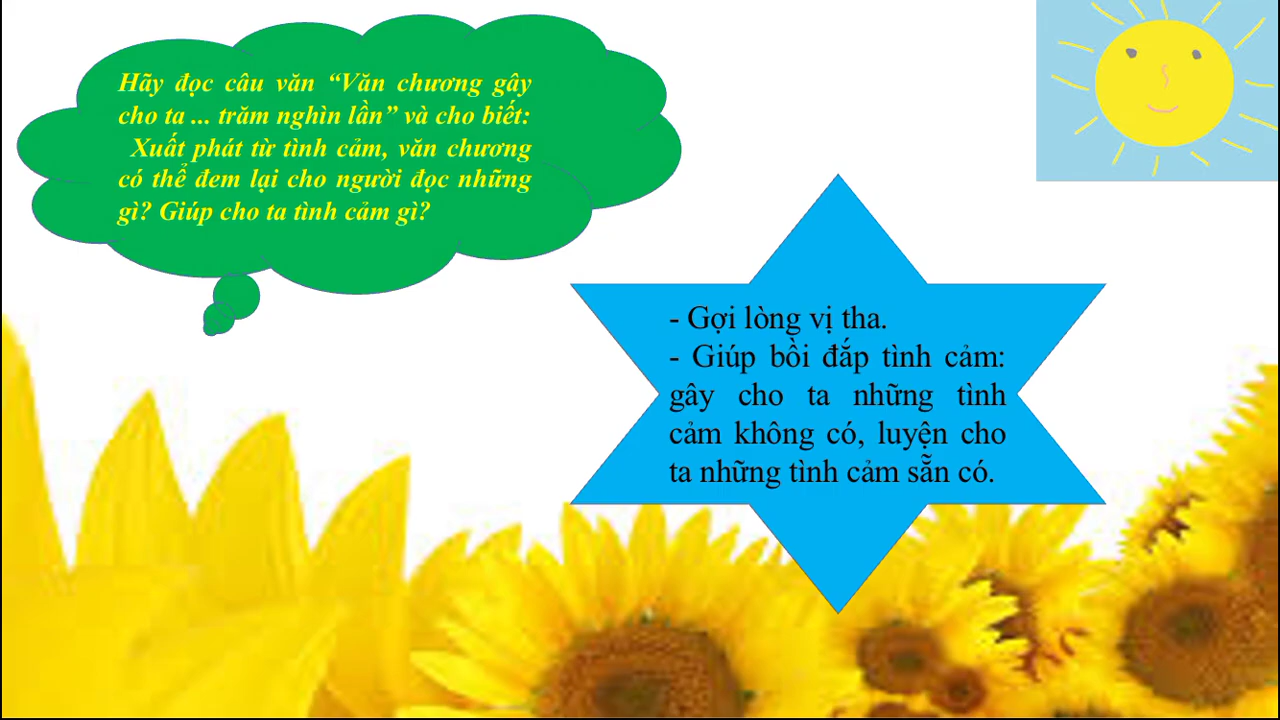 Hãy đọc câu văn “Văn chương gây
cho ta ... trăm nghìn lần” và cho biết:
Xuất phát từ tình cảm, văn chương
có thể đem lại cho người đọc những
gì? Giúp cho ta tình cảm gì?
- Gợi lòng vị tha.
- Giúp bồi đắp tình cảm:
gây cho ta những tình
cảm không có, luyện cho
ta những tình cảm sẵn có.